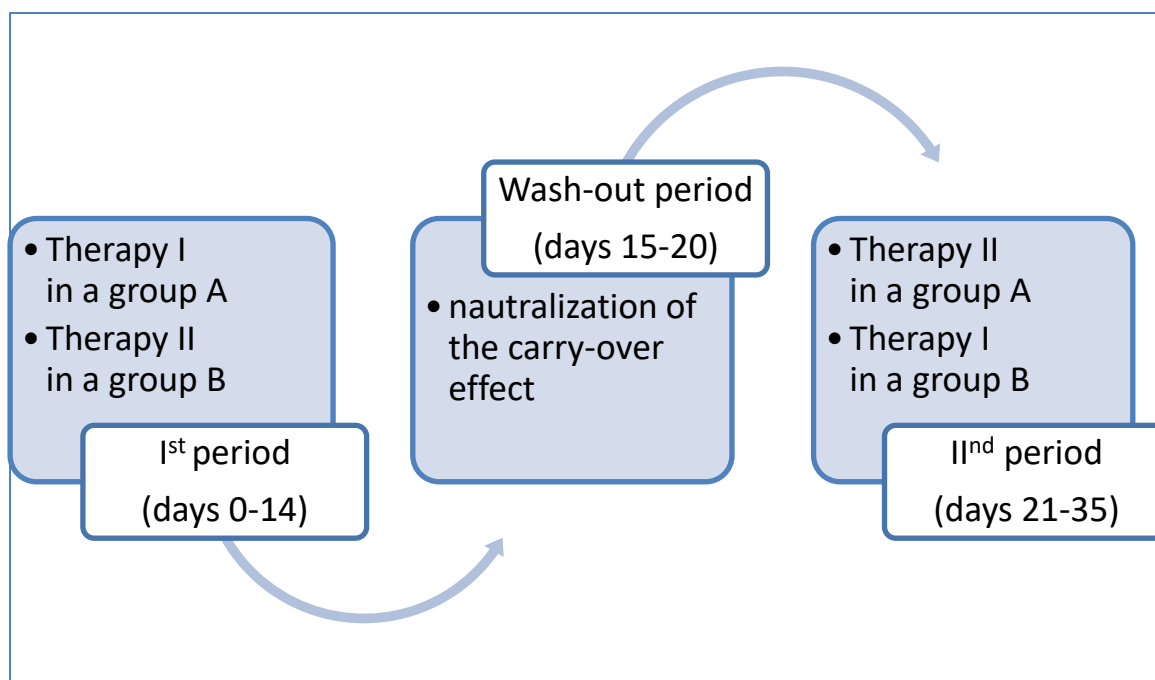 • Therapy I
in a group A
• Therapy II
in a group B
Iˢᵗ period
(days 0-14)
Wash-out period
(days 15-20)
• nautralization of
the carry-over
effect
• Therapy II
in a group A
• Therapy I
in a group B
IIⁿᵈ period
(days 21-35)